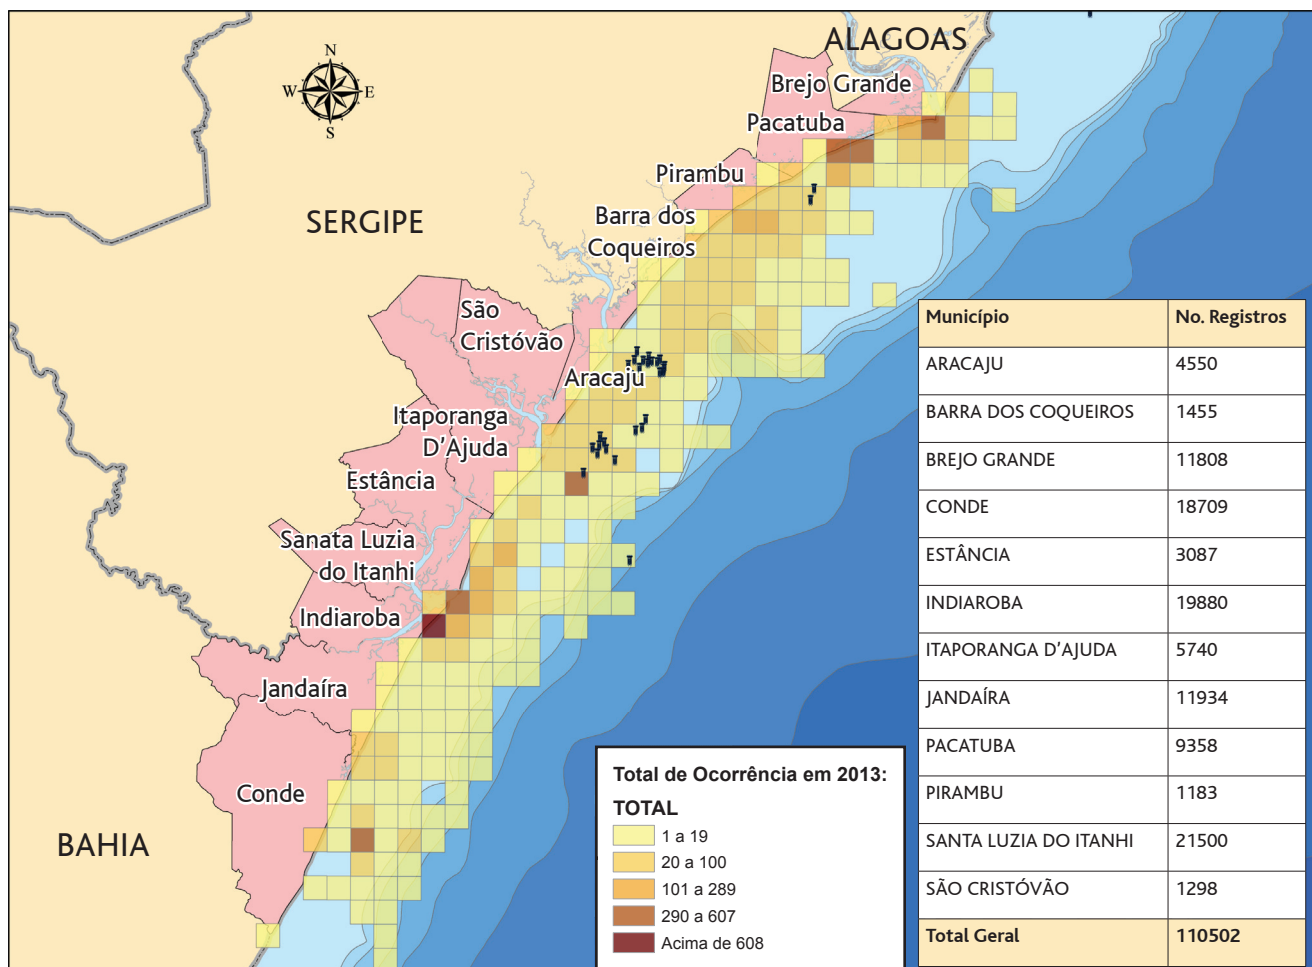 ALAGOAS
N
W E
S
Brejo Grande
Pacatuba
Pirambu
SERGIPE
Barra dos
Coqueiros
São
Cristóvão
Aracaju
Itaporanga
D'Ajuda
Estância
Sanata Luzia
do Itanhi
Indiaroba
Jandaíra
Conde
BAHIA
Total de Ocorrência em 2013:
TOTAL
1 a 19
20 a 100
101 a 289
290 a 607
Acima de 608
Município No. Registros
ARACAJU 4550
BARRA DOS COQUEIROS 1455
BREJO GRANDE 11808
CONDE 18709
ESTÂNCIA 3087
INDIAROBA 19880
ITAPORANGA D'AJUDA 5740
JANDAÍRA 11934
PACATUBA 9358
PIRAMBU 1183
SANTA LUZIA DO ITANHI 21500
SÃO CRISTÓVÃO 1298
Total Geral 110502